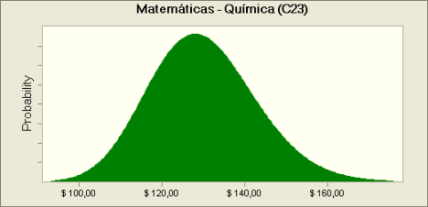 Matemáticas - Química (C23)
Probability
$ 100,00 $ 120,00 $ 140,00 $ 160,00